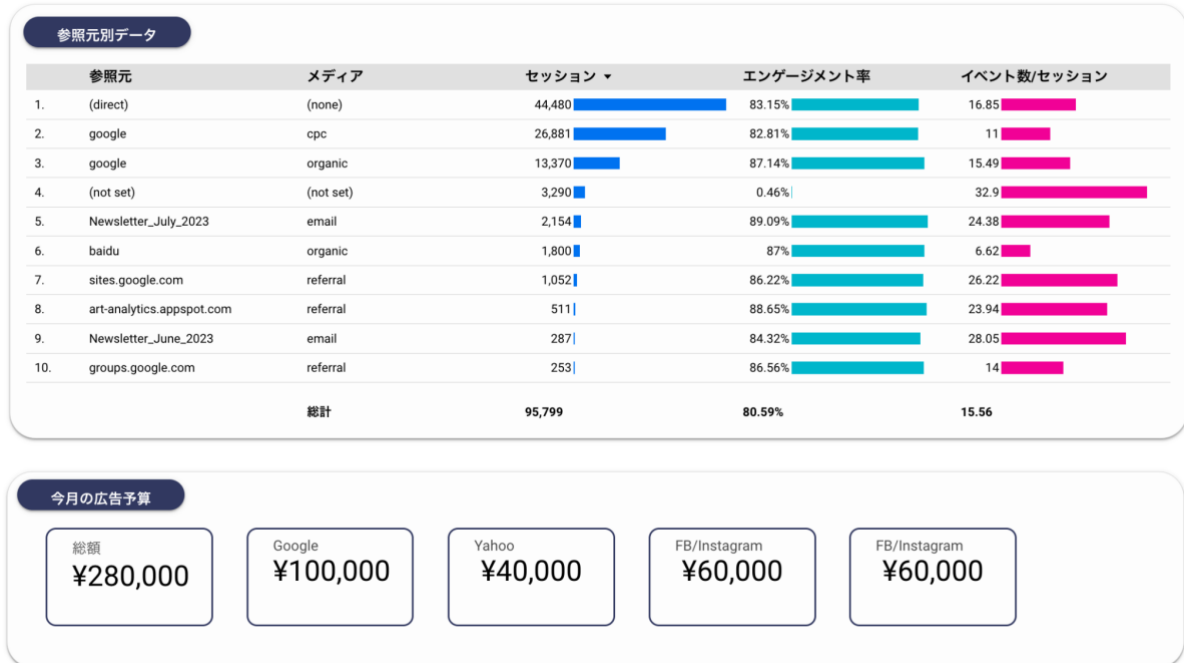 参照元別データ
参照元 メディア セッション ▼ エンゲージメント率 イベント数/セッション
1. (direct) (none) 44,480 83.15% 16.85
2. google cpc 26,881 82.81% 11
3. google organic 13,370 87.14% 15.49
4. (not set) (not set) 3,290 0.46% 32.9
5. Newsletter_July_2023 email 2,154 89.09% 24.38
6. baidu organic 1,800 87% 6.62
7. sites.google.com referral 1,052 86.22% 26.22
8. art-analytics.appspot.com referral 511 88.65% 23.94
9. Newsletter_June_2023 email 287 84.32% 28.05
10. groups.google.com referral 253 86.56% 14
総計 95,799 80.59% 15.56
今月の広告予算
総額 Google Yahoo FB/Instagram FB/Instagram
¥280,000 ¥100,000 ¥40,000 ¥60,000 ¥60,000